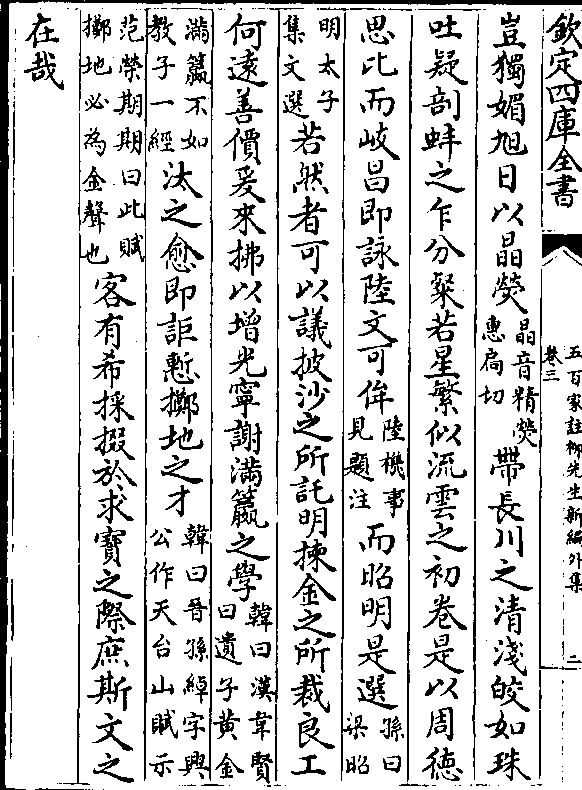 欽定四庫全書
五百家註柳先生新編外集
卷三
二
豈獨媚旭日以晶熒晶音精熒惠扃切帶長川之清淺皎如珠
吐疑剖蚌之乍分粲若星繁似流雲之初卷是以周德
思比而岐昌即詠陸文可侔陸機事見題注而昭明是選孫曰梁昭
明太子集文選若然者可以議披沙之所託明揀金之所裁良工
何遠善價爰來拂以增光寧謝滿籯之學韓曰漢韋賢曰遺子黃金
滿籯不如教子一經汰之愈即詎慙擲地之才韓曰晉孫綽字興公作天台山賦示
范榮期期曰此賦擲地必為金聲也客有希採掇於求寶之際庶斯文之
在哉